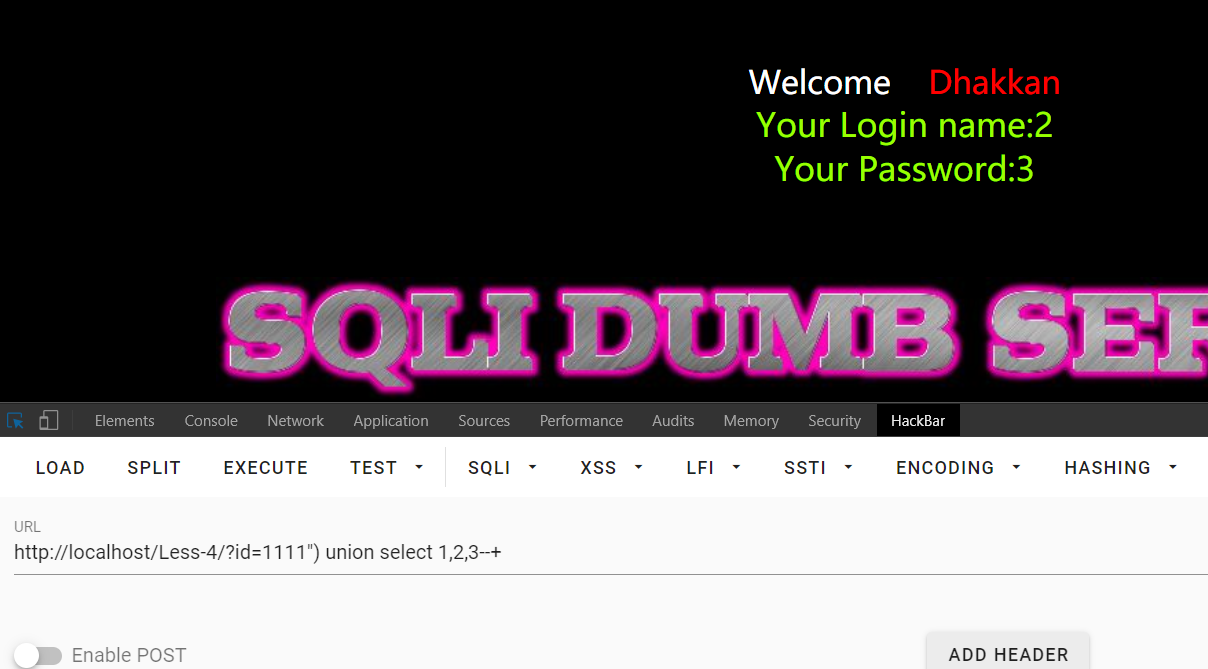 Welcome Dhakkan
Your Login name:2
Your Password:3
SQLI DUMB SER
Elements Console Network Application Sources Performance Audits Memory Security HackBar
LOAD SPLIT EXECUTE TEST SQLI XSS LFI SSTI ENCODING HASHING
URL
http://localhost/Less-4/?id=1111") union select 1,2,3--+
Enable POST ADD HEADER